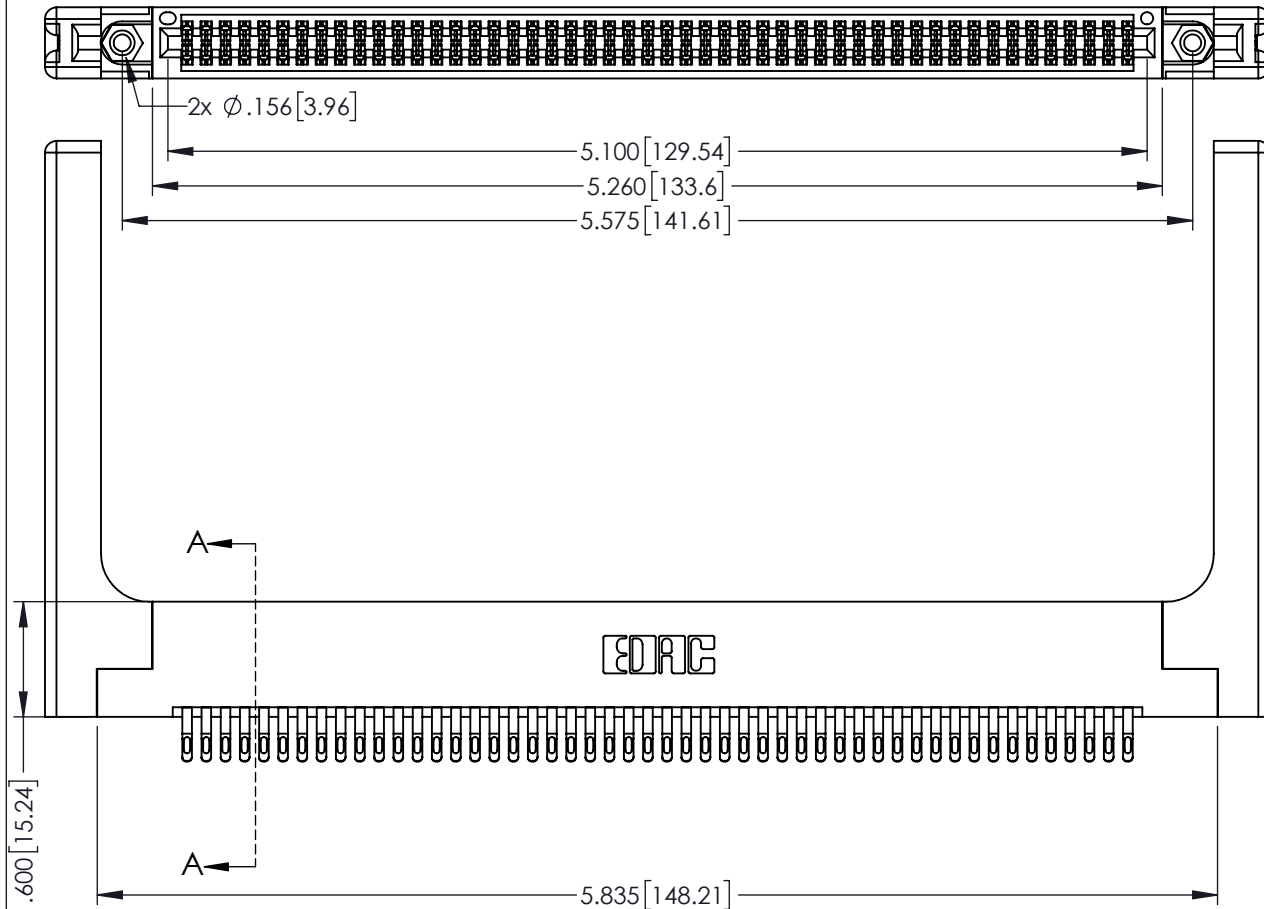 2x ∅.156[3.96]
5.100[129.54]
5.260[133.6]
5.575[141.61]
A
EDAC
.600[15.24]
A
5.835[148.21]